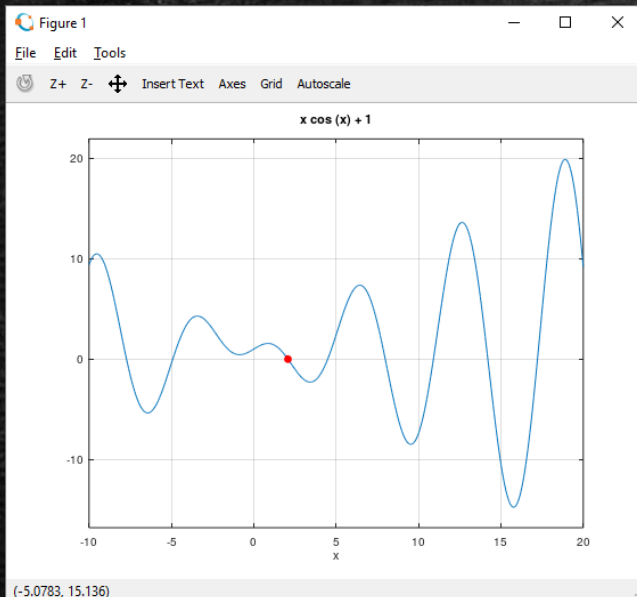 Figure 1
File Edit Tools
Z+ Z- Insert Text Axes Grid Autoscale
x cos (x) + 1
20
10
0
-10
-10 -5 0 5 10 15 20
x
(-5.0783, 15.136)